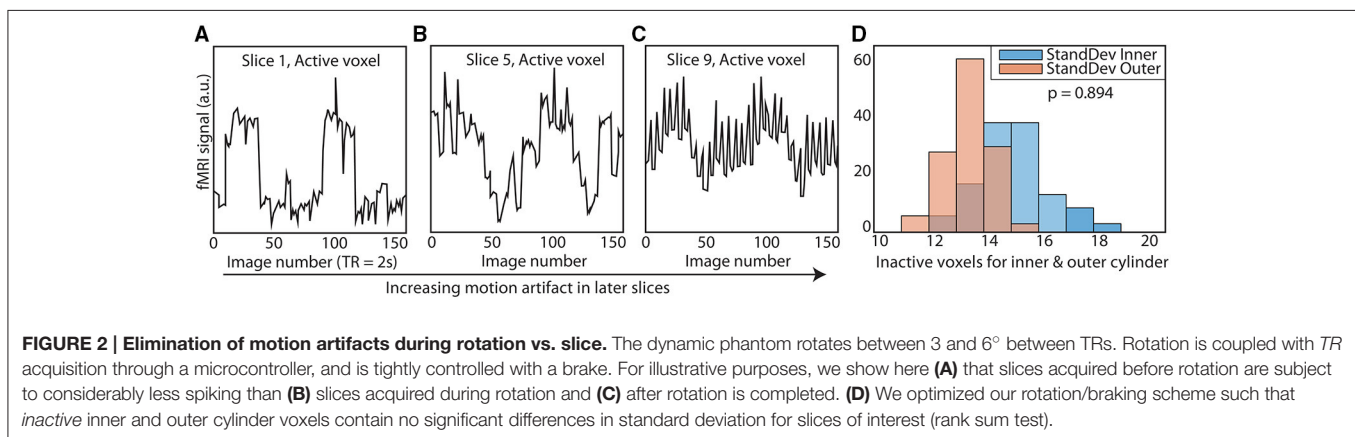 A
B
C
D
Slice 1, Active voxel
Slice 5, Active voxel
Slice 9, Active voxel
StandDev Inner
StandDev Outer
p = 0.894
fMRI signal (a.u.)
60
40
20
0
0 50 100 150
0 50 100 150
0 50 100 150
10 12 14 16 18 20
Image number (TR = 2s)
Image number
Image number
Inactive voxels for inner & outer cylinder
Increasing motion artifact in later slices
FIGURE 2 | Elimination of motion artifacts during rotation vs. slice. The dynamic phantom rotates between 3 and 6° between TRs. Rotation is coupled with TR
acquisition through a microcontroller, and is tightly controlled with a brake. For illustrative purposes, we show here (A) that slices acquired before rotation are subject
to considerably less spiking than (B) slices acquired during rotation and (C) after rotation is completed. (D) We optimized our rotation/braking scheme such that
inactive inner and outer cylinder voxels contain no significant differences in standard deviation for slices of interest (rank sum test).